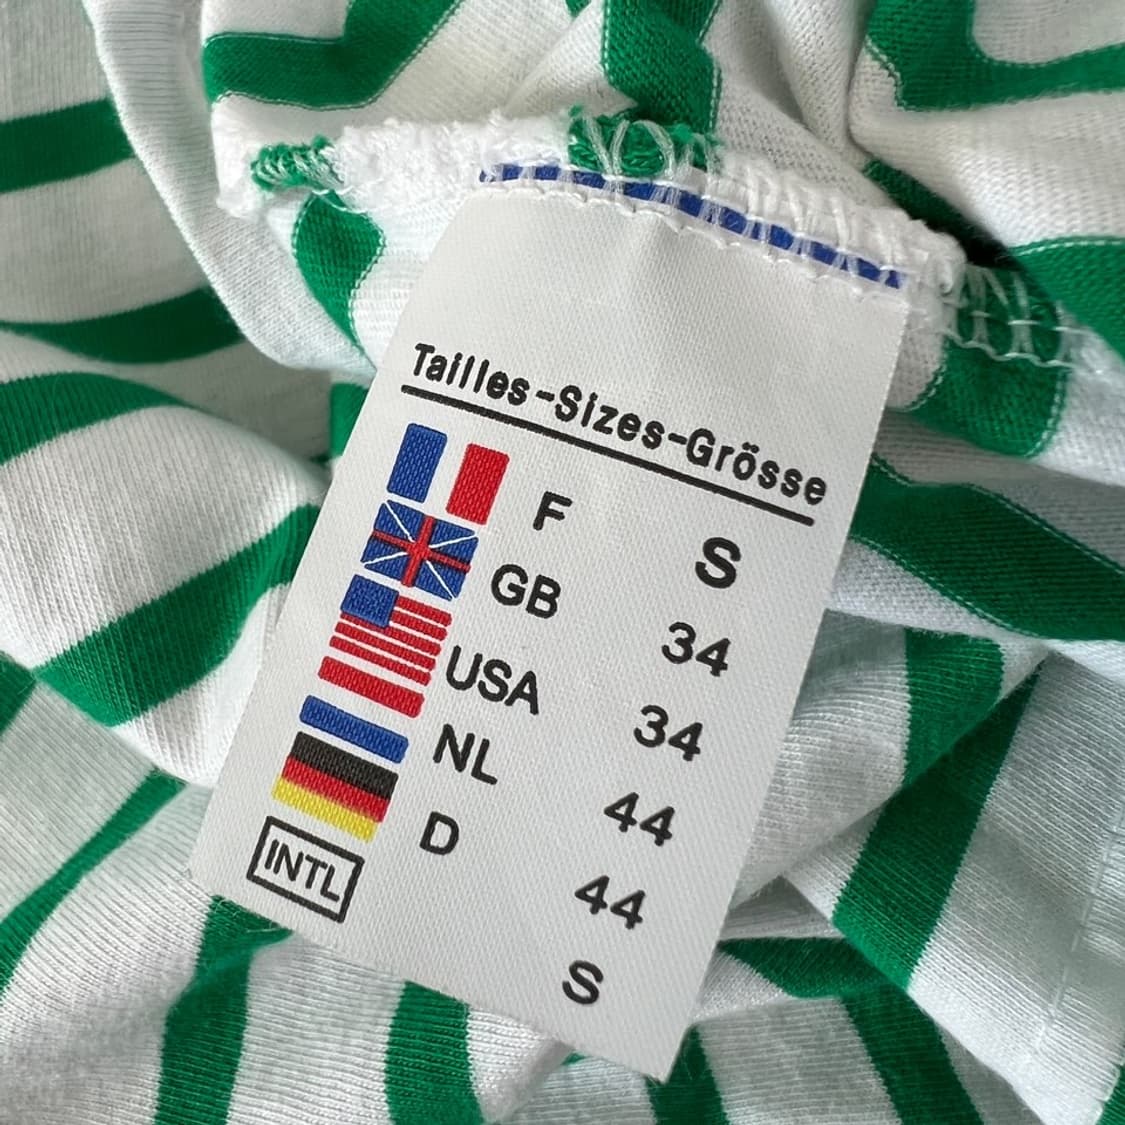 Tailles-Sizes-Grösse
F S
GB 34
USA 34
NL 44
D 44
INTL S